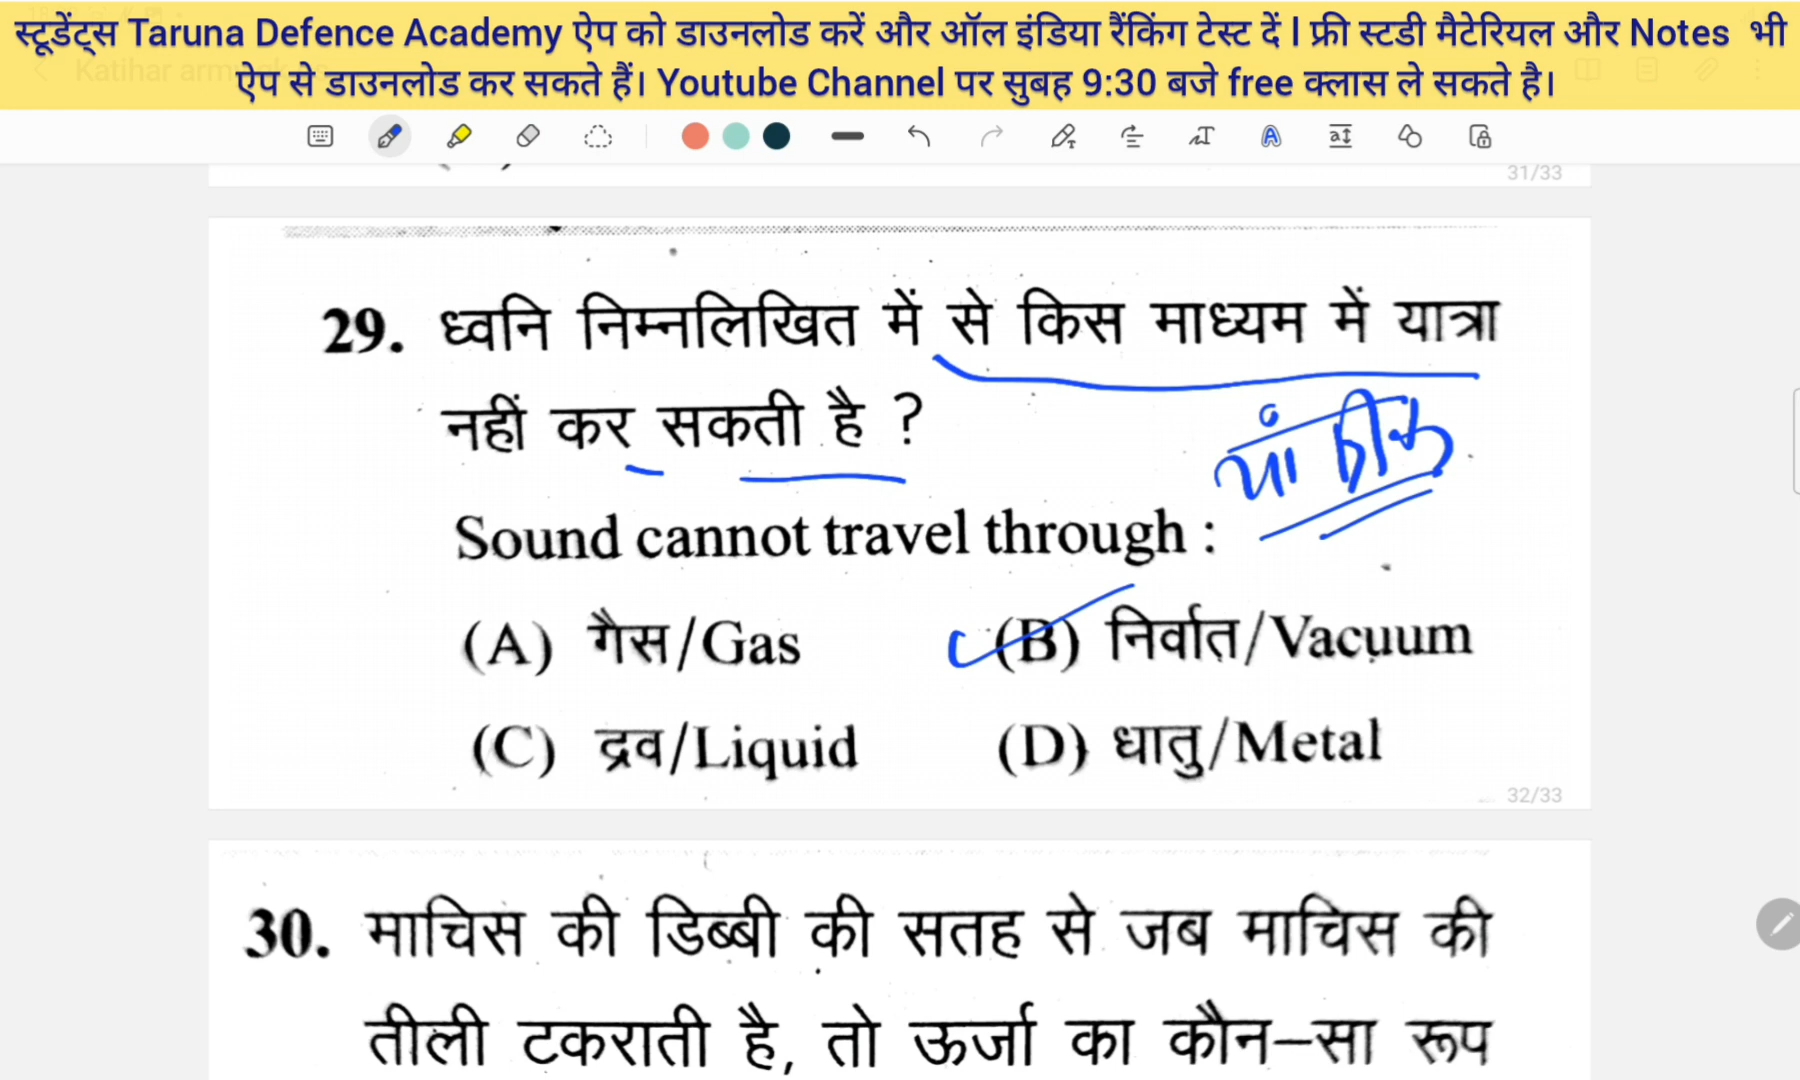 स्टूडेंट्स Taruna Defence Academy ऐप को डाउनलोड करें और ऑल इंडिया रैंकिंग टेस्ट दें l फ्री स्टडी मैटेरियल और Notes भी
ऐप से डाउनलोड कर सकते हैं। Youtube Channel पर सुबह 9:30 बजे free क्लास ले सकते है।
Katihar army
31/33
29. ध्वनि निम्नलिखित में से किस माध्यम में यात्रा
नहीं कर सकती है ?
Sound cannot travel through :
(A) गैस/Gas (B) निर्वात/Vacuum
(C) द्रव/Liquid (D) धातु/Metal
32/33
30. माचिस की डिब्बी की सतह से जब माचिस की
तीली टकराती है, तो ऊर्जा का कौन–सा रूप